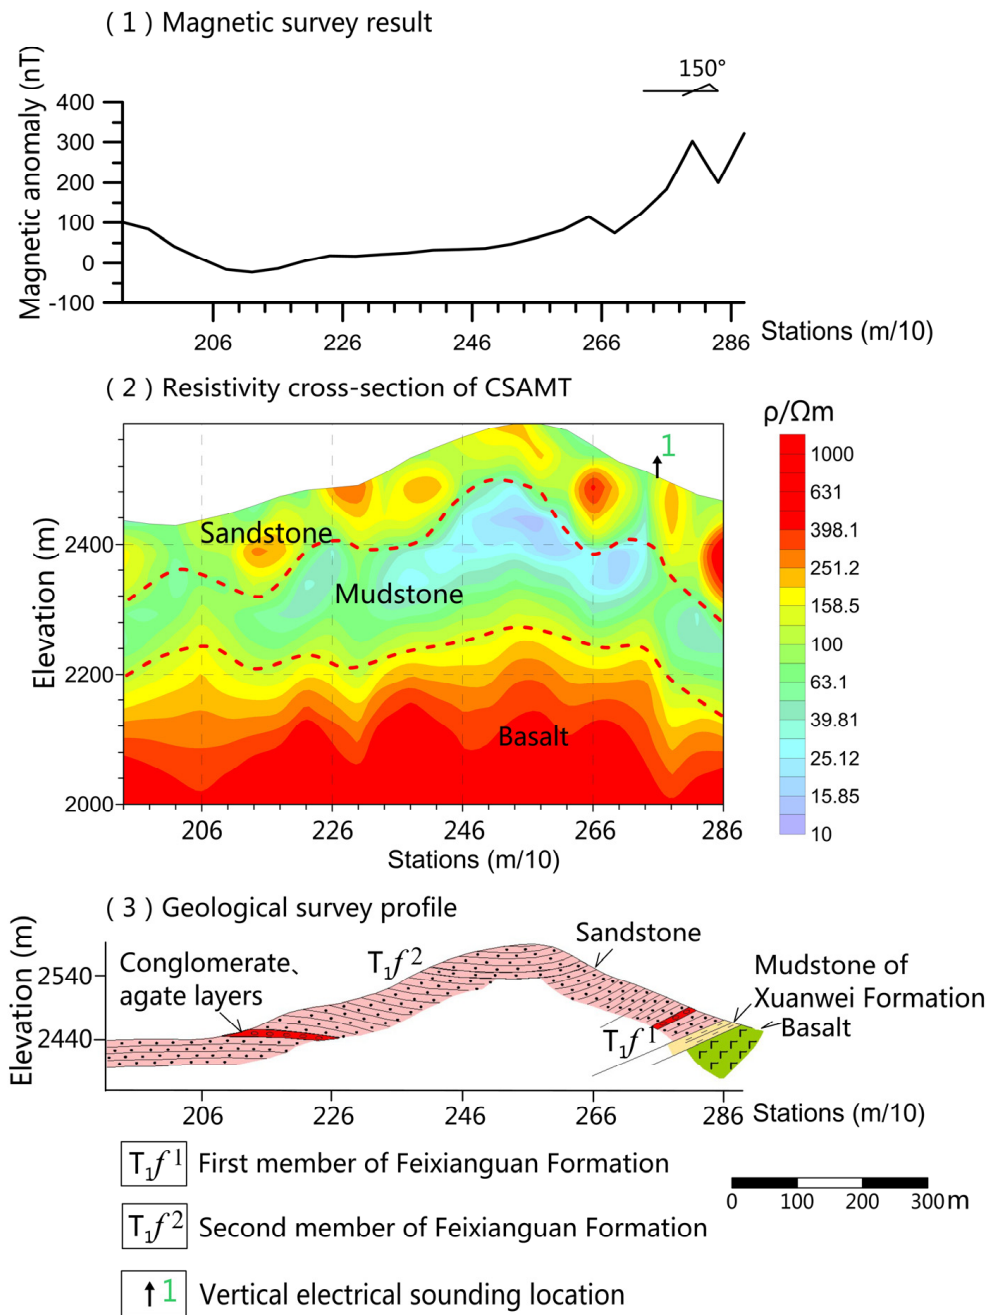 （1）Magnetic survey result
150°
Magnetic anomaly (nT)
400
300
200
100
0
-100
206
226
246
266
286
Stations (m/10)
（2）Resistivity cross-section of CSAMT
ρ/Ωm
1
Elevation (m)
2400
2200
2000
Sandstone
Mudstone
Basalt
1000
631
398.1
251.2
158.5
100
63.1
39.81
25.12
15.85
10
206
226
246
266
286
Stations (m/10)
（3）Geological survey profile
Elevation (m)
2540
2440
Conglomerate、
agate layers
T₁f²
Sandstone
T₁f¹
Mudstone of
Xuanwei Formation
Basalt
206
226
246
266
286
Stations (m/10)
T₁f¹ First member of Feixianguan Formation
T₁f² Second member of Feixianguan Formation
1 Vertical electrical sounding location
0 100 200 300 m